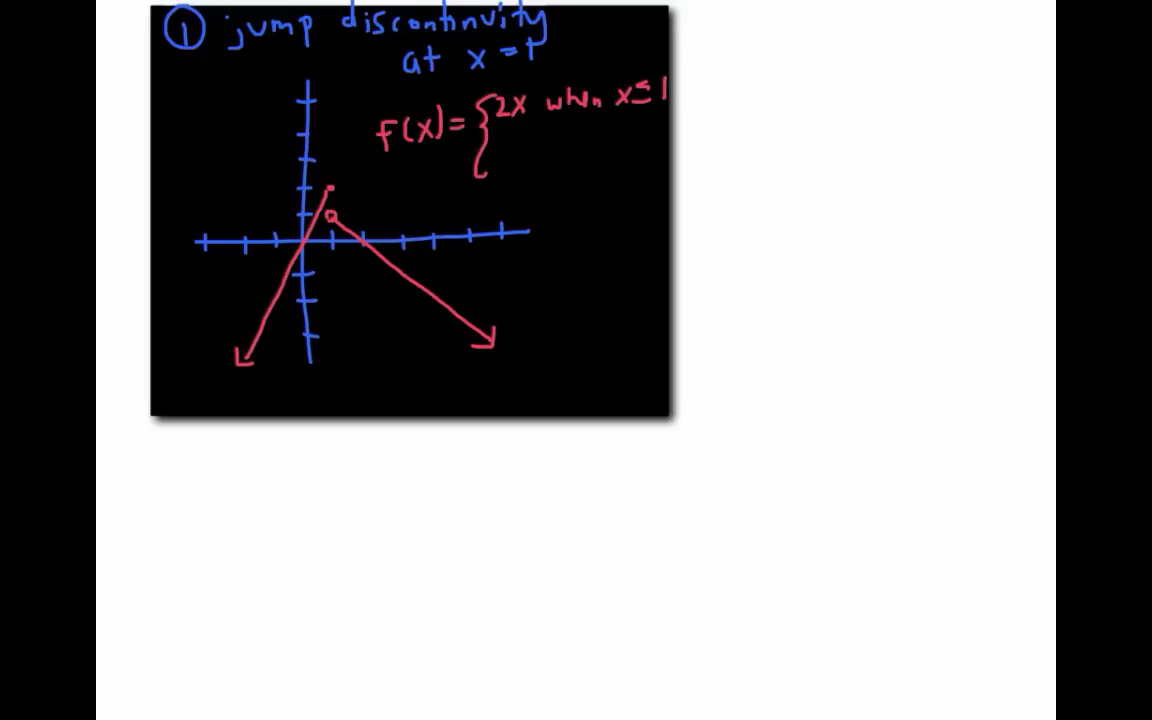 ① jump discontinuity
at x = 1
f(x) = { 2x when x ≤ 1